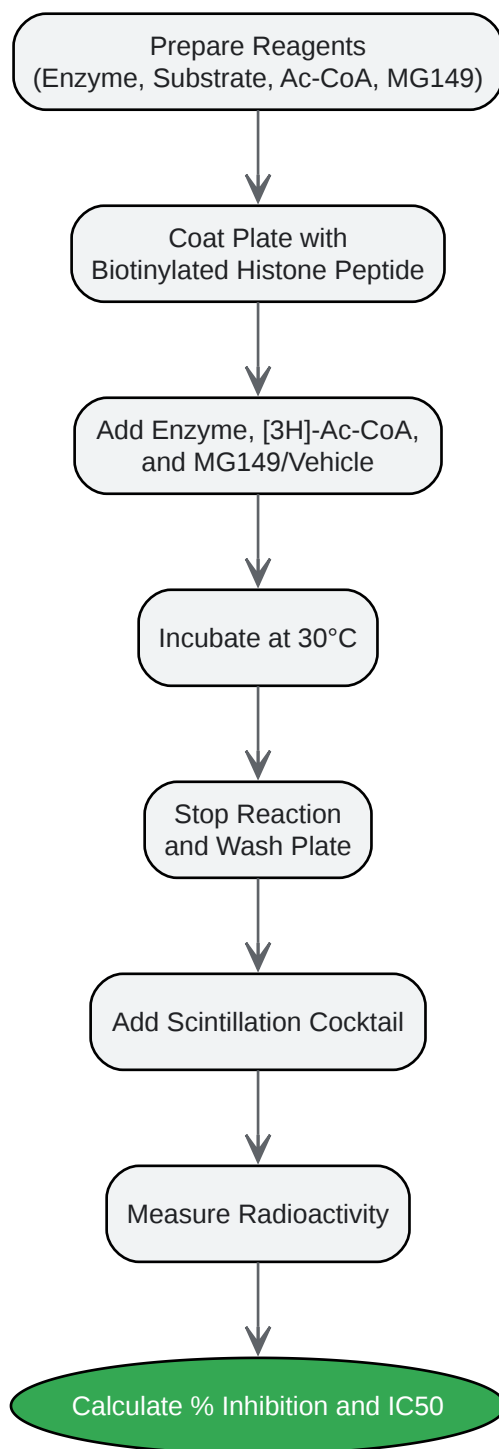 Prepare Reagents
(Enzyme, Substrate, Ac-CoA, MG149)
Coat Plate with
Biotinylated Histone Peptide
Add Enzyme, [3H]-Ac-CoA,
and MG149/Vehicle
Incubate at 30°C
Stop Reaction
and Wash Plate
Add Scintillation Cocktail
Measure Radioactivity
Calculate % Inhibition and IC50